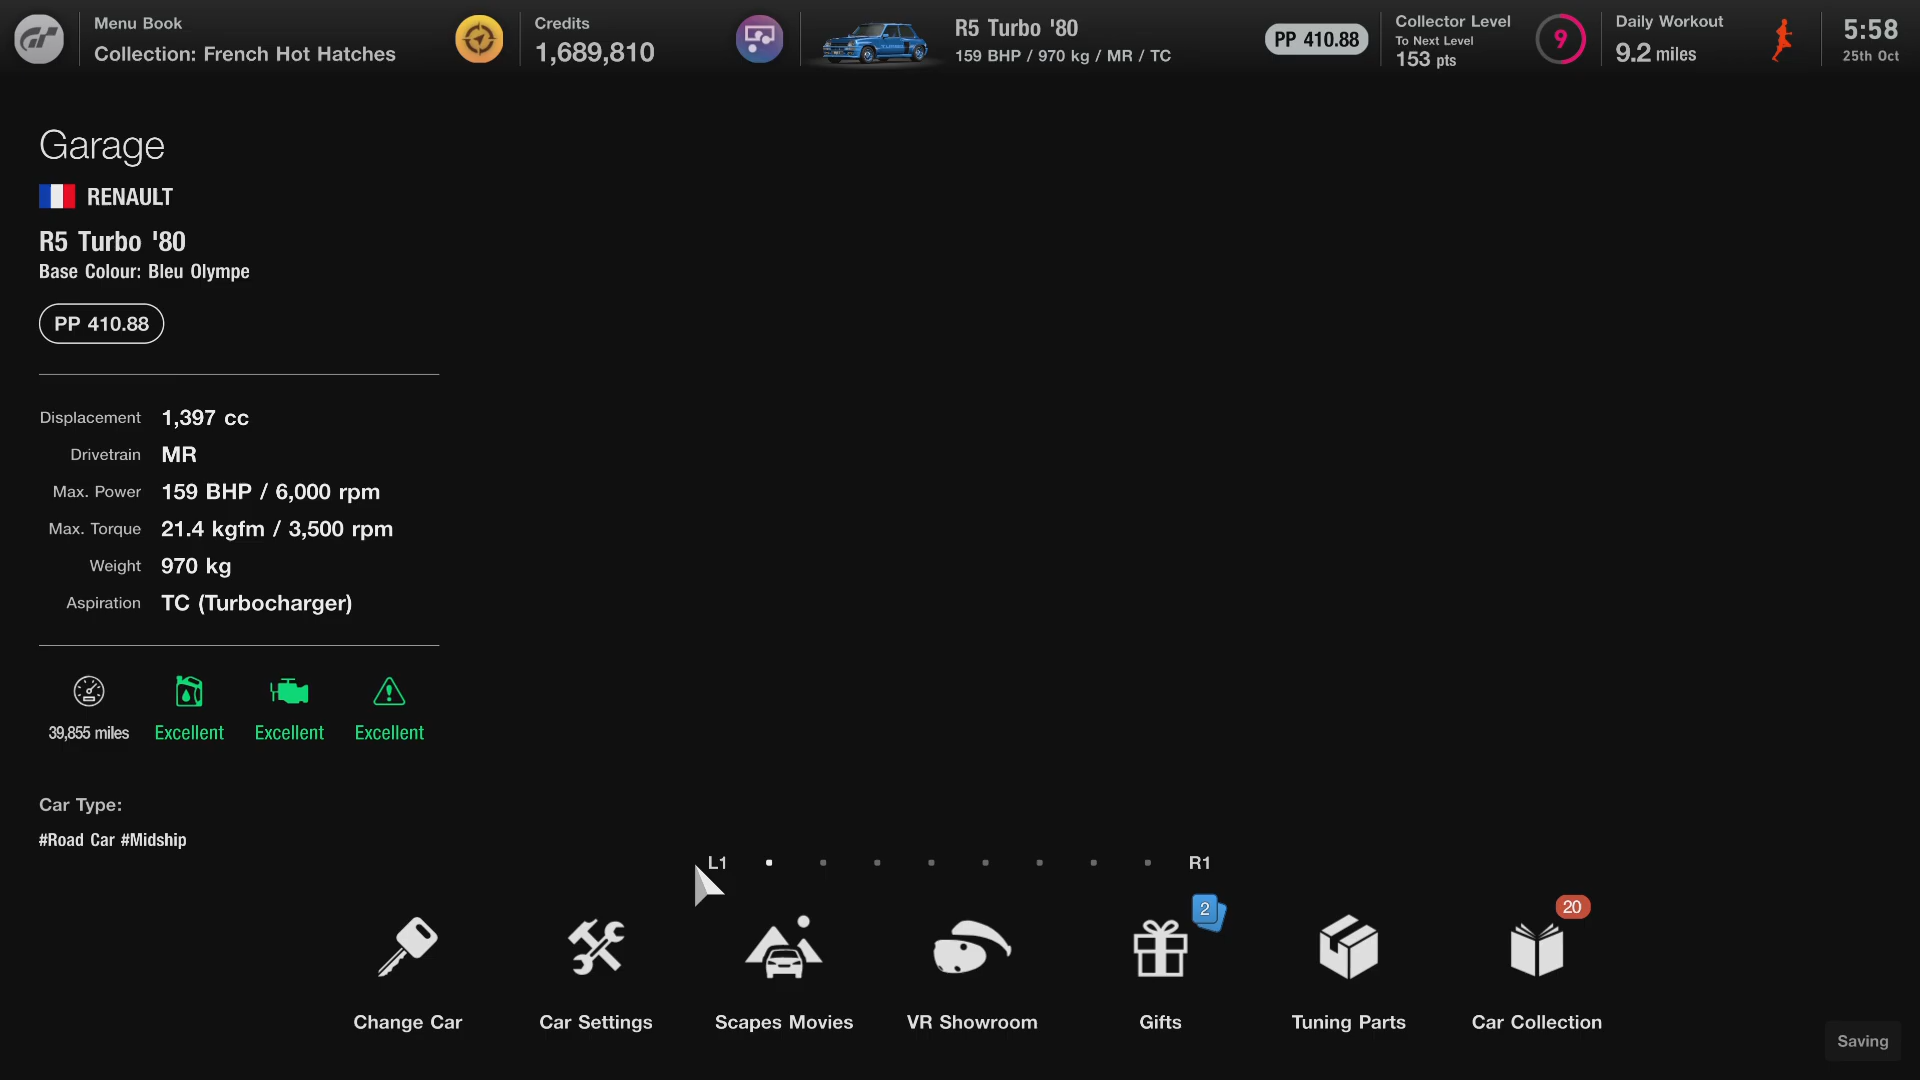 Menu Book
Collection: French Hot Hatches
Credits
1,689,810
R5 Turbo '80
159 BHP / 970 kg / MR / TC
PP 410.88
Collector Level
To Next Level
153 pts
9
Daily Workout
9.2 miles
5:58
25th Oct
Garage
RENAULT
R5 Turbo '80
Base Colour: Bleu Olympe
PP 410.88
Displacement 1,397 cc
Drivetrain MR
Max. Power 159 BHP / 6,000 rpm
Max. Torque 21.4 kgfm / 3,500 rpm
Weight 970 kg
Aspiration TC (Turbocharger)
39,855 miles Excellent Excellent Excellent
Car Type:
#Road Car #Midship
L1 R1
2
20
Change Car Car Settings Scapes Movies VR Showroom Gifts Tuning Parts Car Collection
Saving